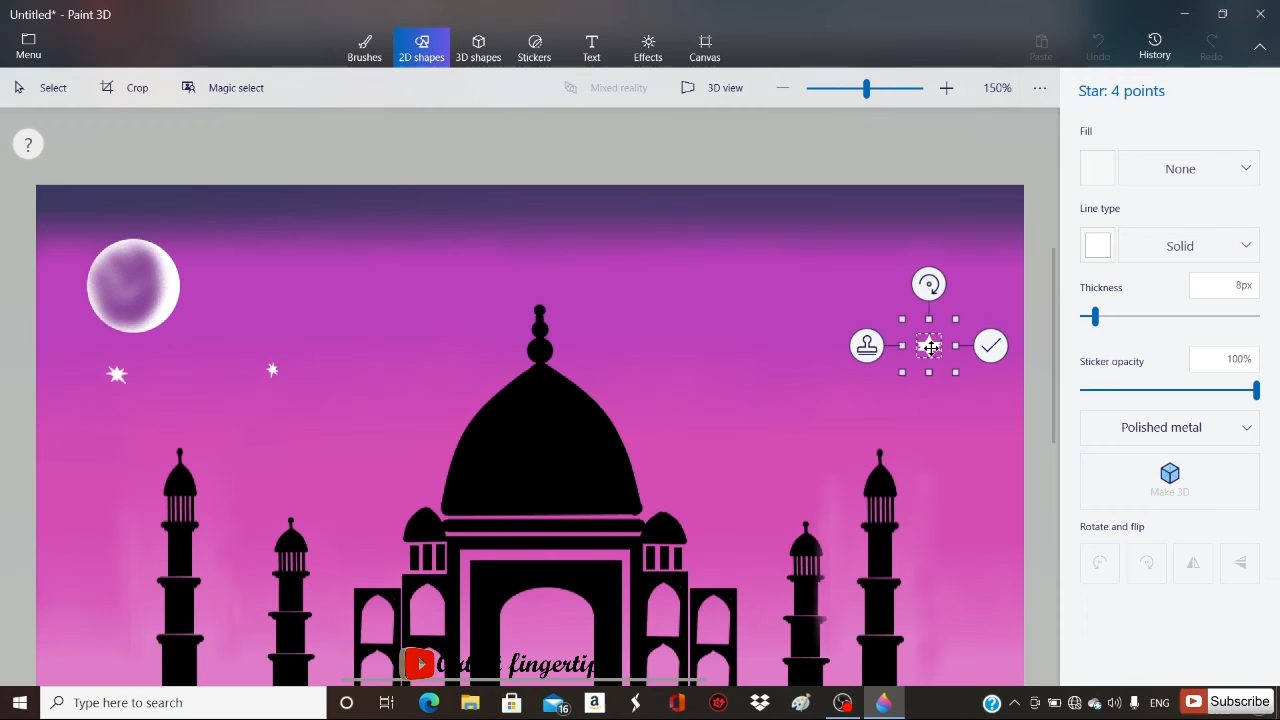 Untitled* - Paint 3D
Menu
Brushes
2D shapes
3D shapes
Stickers
Text
Effects
Canvas
Paste
Undo
History
Redo
Select
Crop
Magic select
Mixed reality
3D view
150%
Star: 4 points
?
Fill
None
Line type
Solid
Thickness
8px
Sticker opacity
100%
Polished metal
Make 3D
Rotate and flip
fingertip
Type here to search
16
ENG
Subscribe